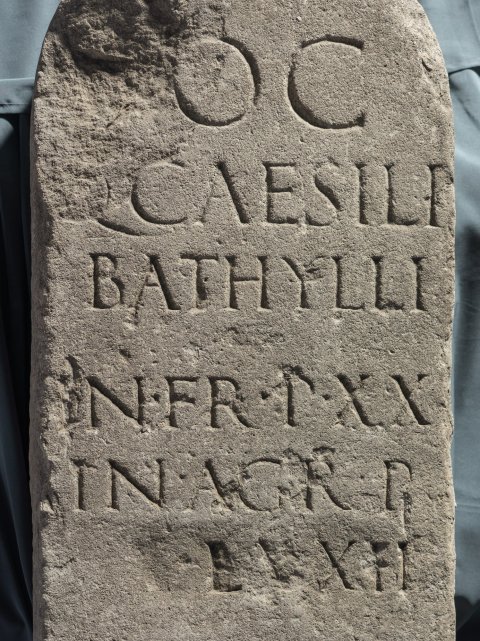 OC
Q CAESILI
BATHYLLI
IN·FR·P·XX
IN·AGR·P
LXXII